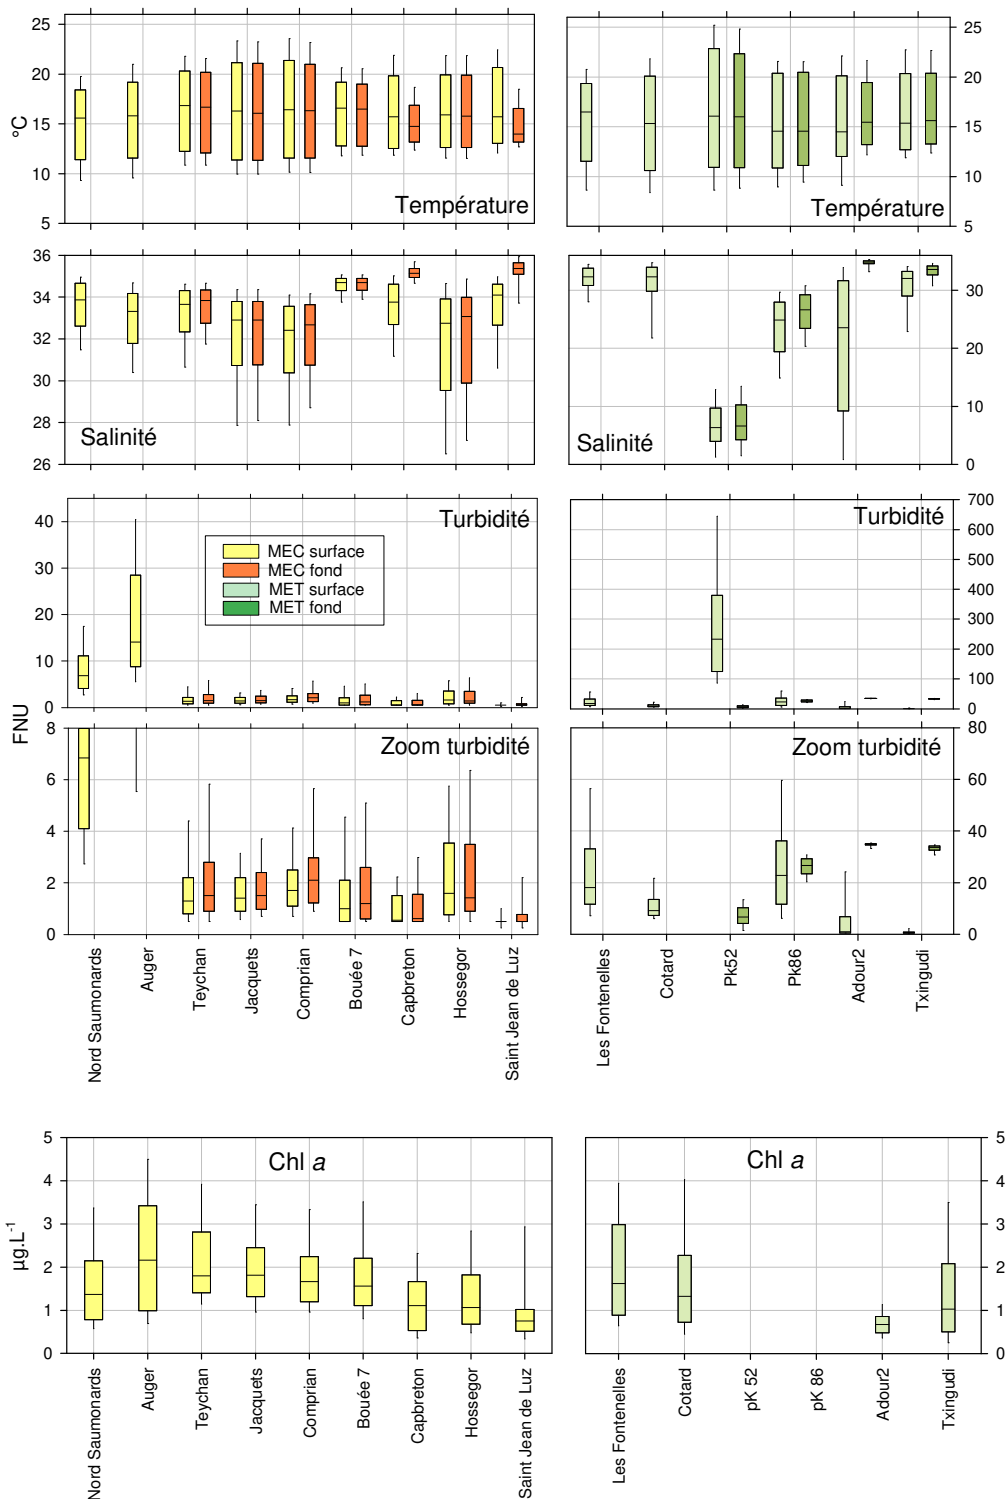 25
20
15
10
5
°C
Température
25
20
15
10
5
Température
36
34
32
30
28
26
Salinité
30
20
10
0
Salinité
40
30
20
10
0
Turbidité
MEC surface
MEC fond
MET surface
MET fond
700
600
500
400
300
200
100
0
Turbidité
FNU
8
6
4
2
0
Zoom turbidité
80
60
40
20
0
Zoom turbidité
Nord Saumonards
Auger
Teychan
Jacquets
Comprian
Bouée 7
Capbreton
Hossegor
Saint Jean de Luz
Les Fontenelles
Cotard
Pk52
Pk86
Adour2
Txingudi
5
4
3
2
1
0
µg.L-1
Chl a
5
4
3
2
1
0
Chl a
Nord Saumonards
Auger
Teychan
Jacquets
Comprian
Bouée 7
Capbreton
Hossegor
Saint Jean de Luz
Les Fontenelles
Cotard
pK 52
pK 86
Adour2
Txingudi